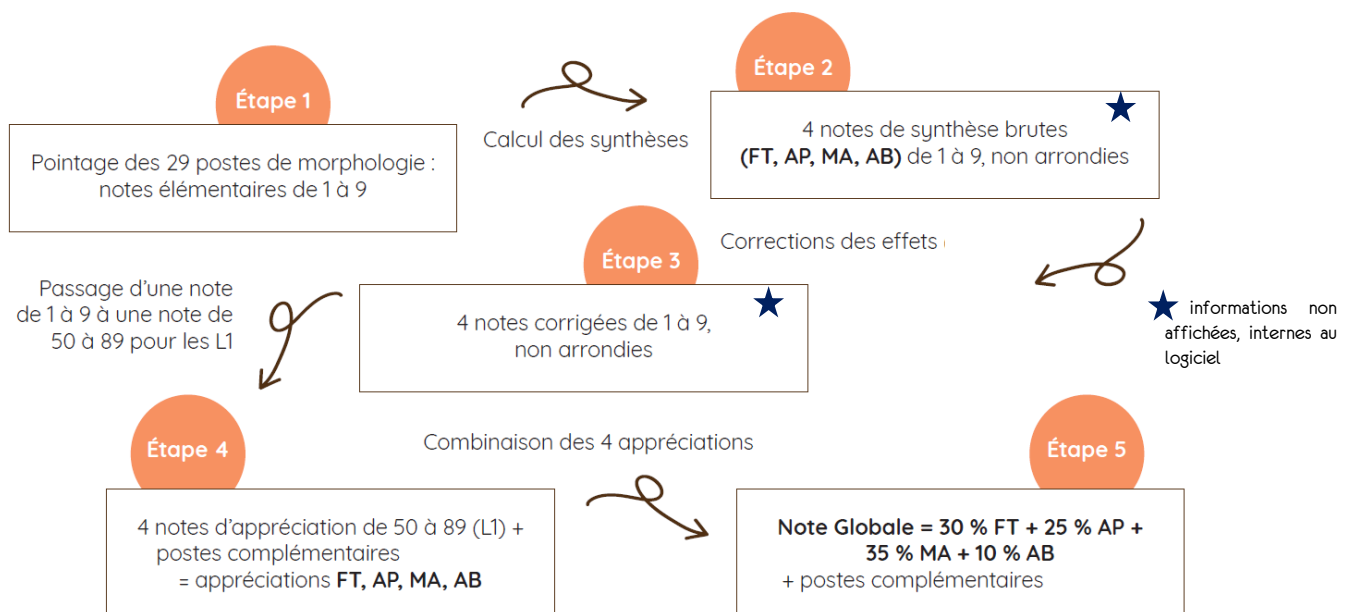 Étape 1
Pointage des 29 postes de morphologie :
notes élémentaires de 1 à 9
Calcul des synthèses
Étape 2
4 notes de synthèse brutes
(FT, AP, MA, AB) de 1 à 9, non arrondies
Corrections des effets
informations non
affichées, internes au
logiciel
Étape 3
4 notes corrigées de 1 à 9,
non arrondies
Passage d'une note
de 1 à 9 à une note de
50 à 89 pour les L1
Étape 4
4 notes d'appréciation de 50 à 89 (L1) +
postes complémentaires
= appréciations FT, AP, MA, AB
Combinaison des 4 appréciations
Étape 5
Note Globale = 30 % FT + 25 % AP +
35 % MA + 10 % AB
+ postes complémentaires